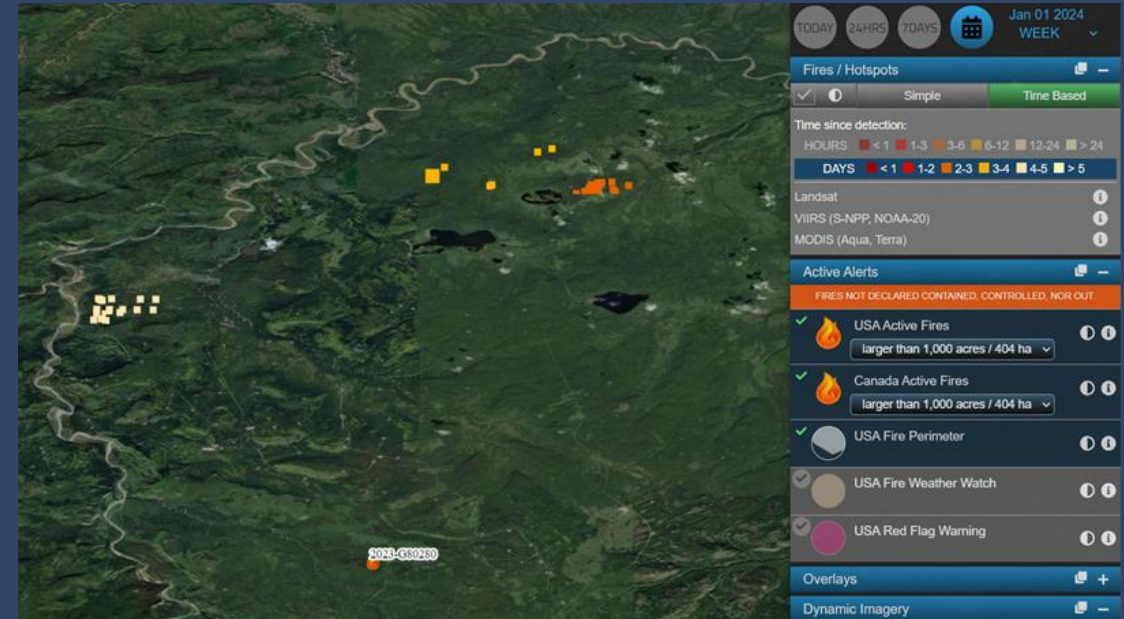 TODAY 24HRS 7DAYS Jan 01 2024
WEEK
Fires / Hotspots
Simple Time Based
Time since detection:
HOURS < 1 1-3 3-6 6-12 12-24 > 24
DAYS < 1 1-2 2-3 3-4 4-5 > 5
Landsat
VIIRS (S-NPP, NOAA-20)
MODIS (Aqua, Terra)
Active Alerts
FIRES NOT DECLARED CONTAINED, CONTROLLED, NOR OUT.
USA Active Fires
larger than 1,000 acres / 404 ha
Canada Active Fires
larger than 1,000 acres / 404 ha
USA Fire Perimeter
USA Fire Weather Watch
USA Red Flag Warning
2023-G80280
Overlays
Dynamic Imagery